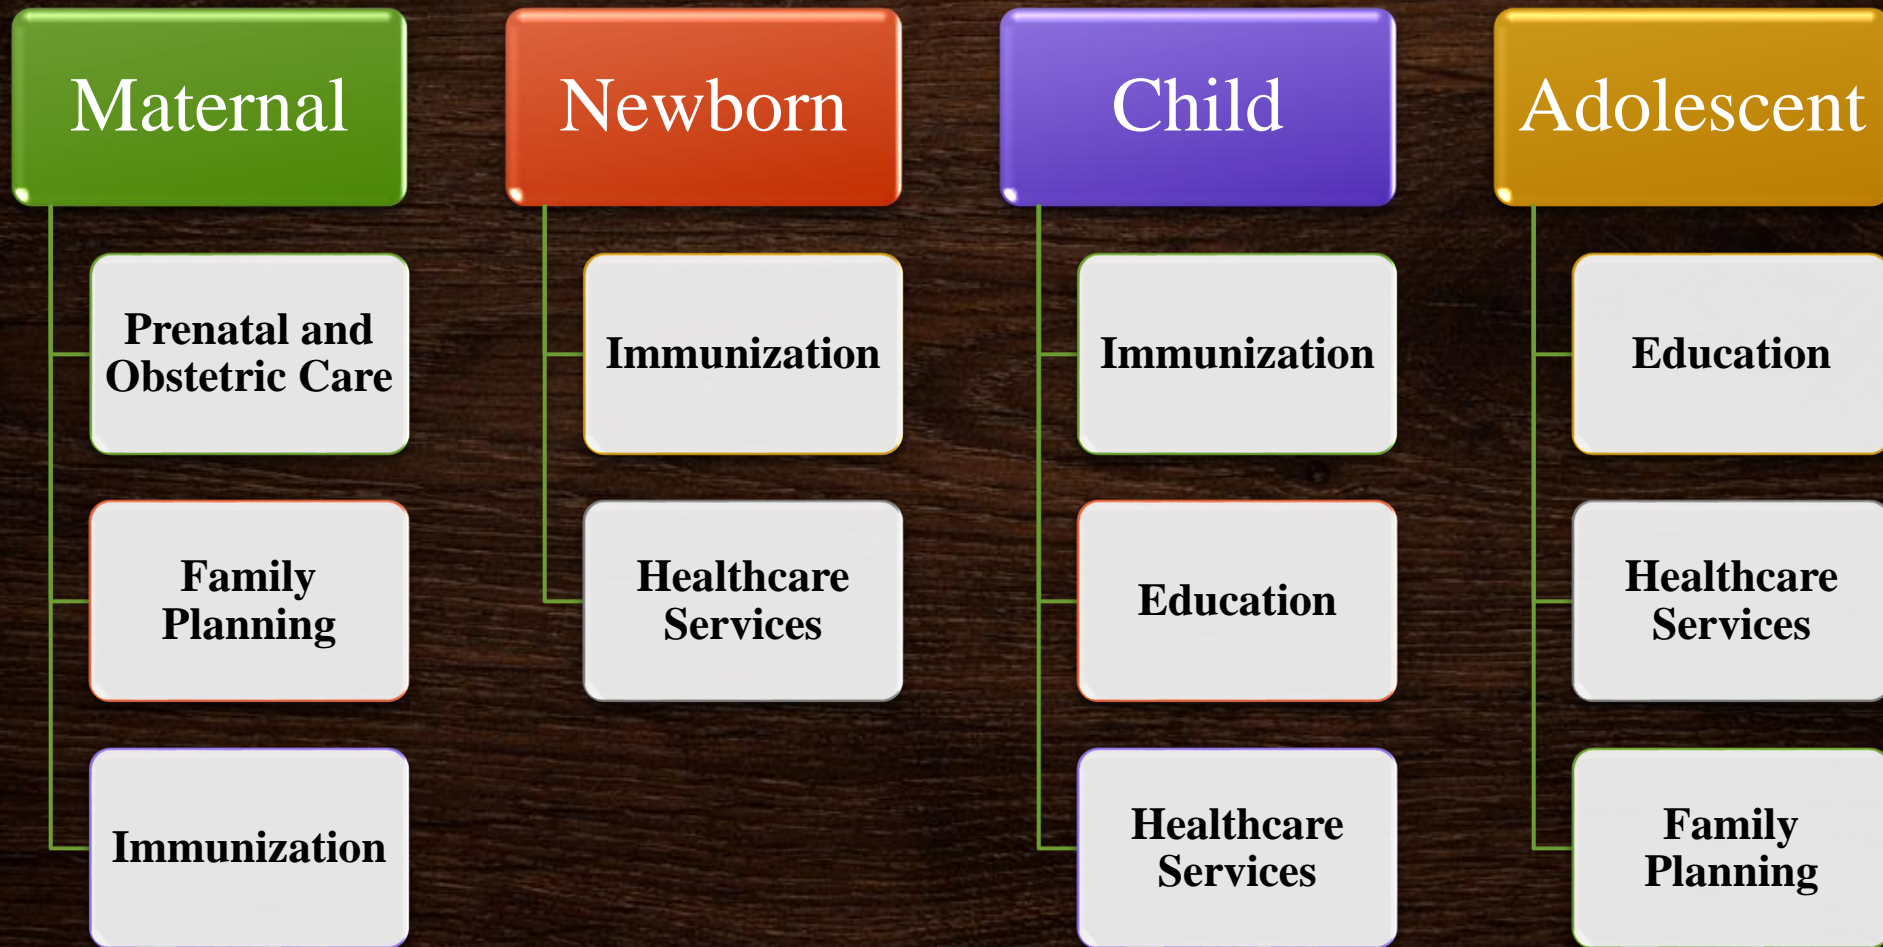 Maternal
Prenatal and
Obstetric Care
Family
Planning
Immunization
Newborn
Immunization
Healthcare
Services
Child
Immunization
Education
Healthcare
Services
Adolescent
Education
Healthcare
Services
Family
Planning